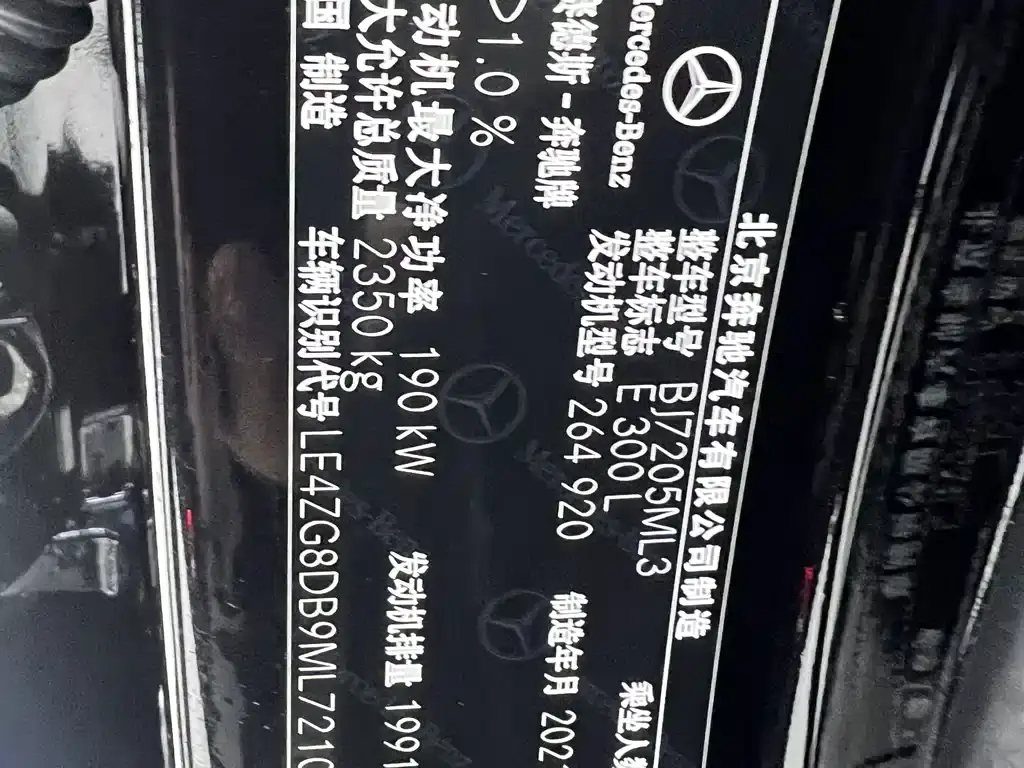 北京奔驰汽车有限公司制造
Mercedes-Benz
整车型号 BJ7205ML3
整车标志 E 300 L 乘坐人数
德斯-奔驰牌 发动机型号 264 920 制造年月 202
>1.0 %
动机最大净功率 190 kW 发动机排量 1991
大允许总质量 2350 kg
国 制造 车辆识别代号 LE4ZG8DB9ML7210